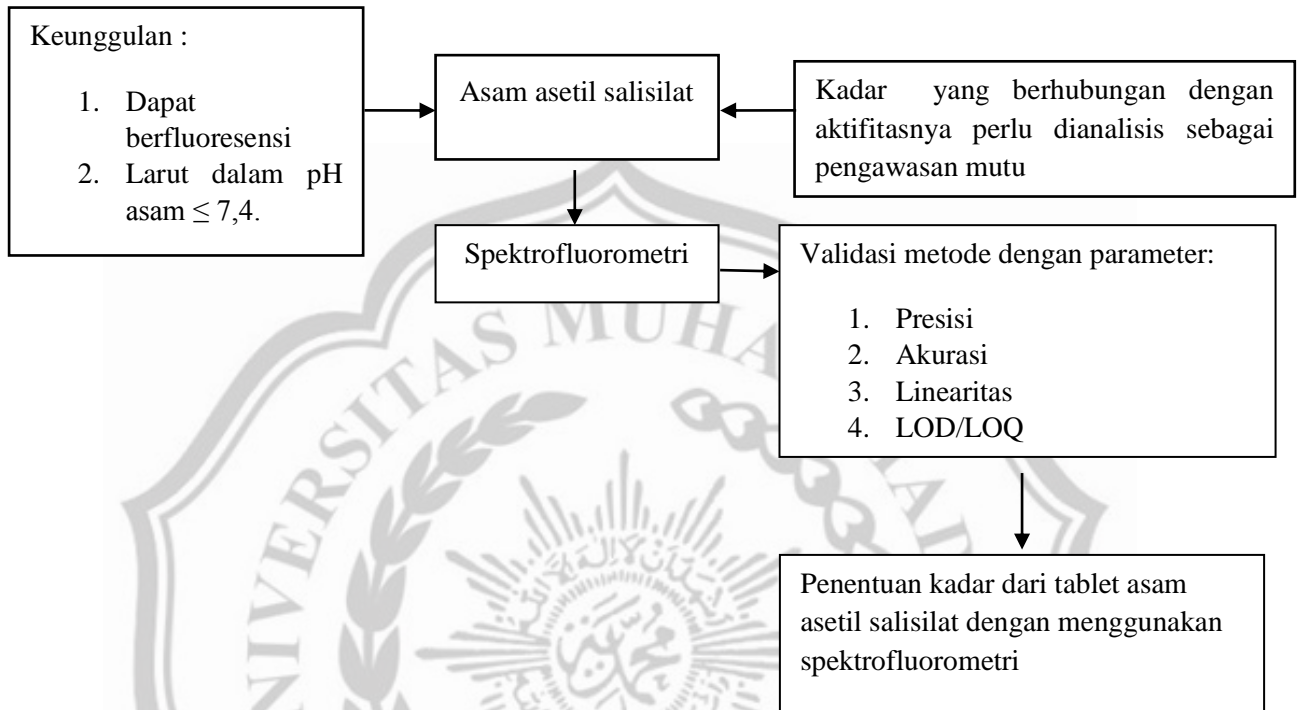 Keunggulan :
1. Dapat
berfluoresensi
2. Larut dalam pH
asam ≤ 7,4.
Asam asetil salisilat
Kadar yang berhubungan dengan
aktifitasnya perlu dianalisis sebagai
pengawasan mutu
Spektrofluorometri
Validasi metode dengan parameter:
1. Presisi
2. Akurasi
3. Linearitas
4. LOD/LOQ
Penentuan kadar dari tablet asam
asetil salisilat dengan menggunakan
spektrofluorometri